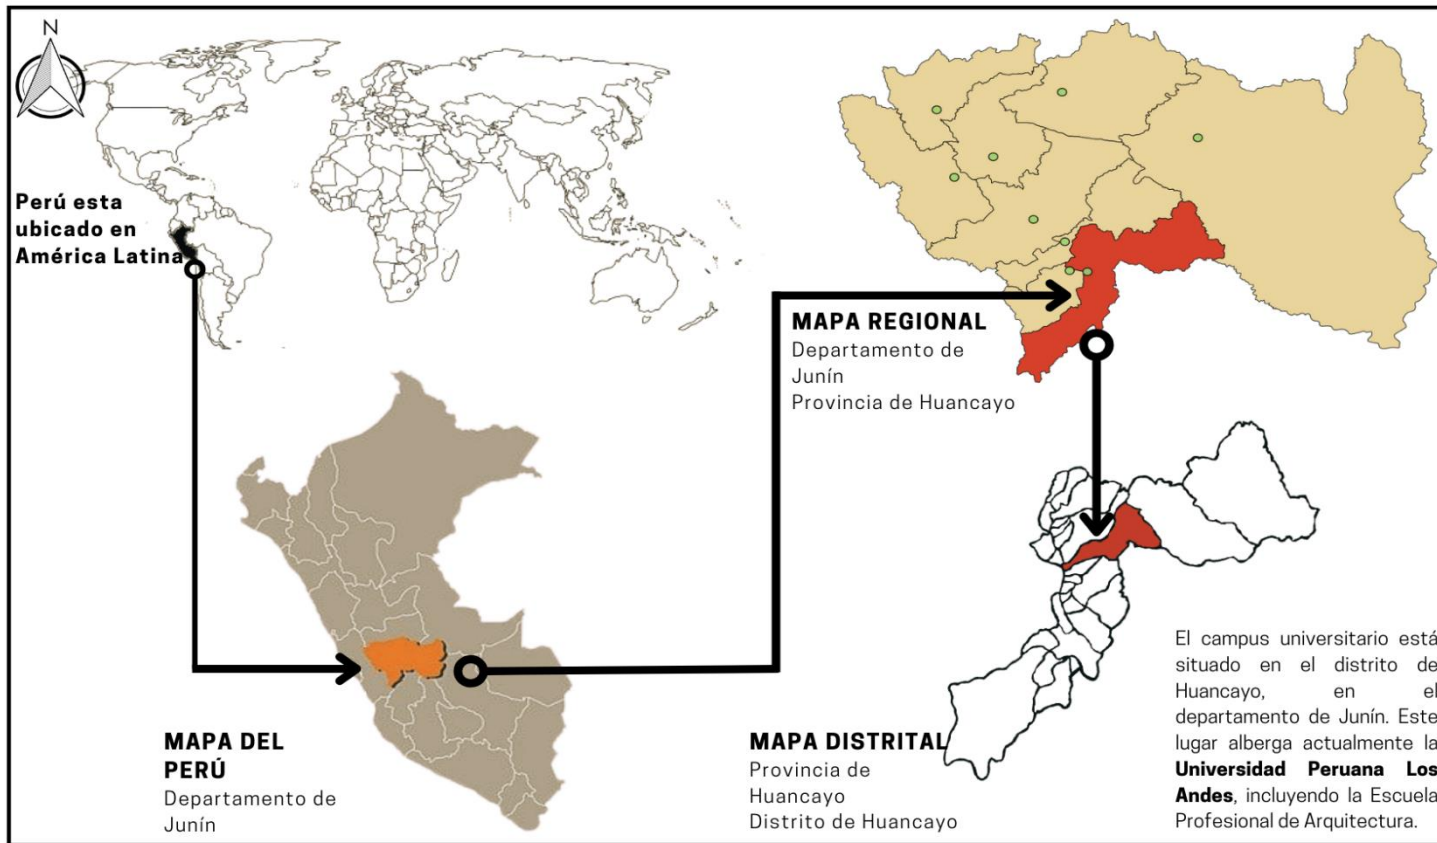 N
Perú esta
ubicado en
América Latina
MAPA REGIONAL
Departamento de
Junín
Provincia de Huancayo
MAPA DEL
PERÚ
Departamento de
Junín
MAPA DISTRITAL
Provincia de
Huancayo
Distrito de Huancayo
El campus universitario está
situado en el distrito de
Huancayo, en el
departamento de Junín. Este
lugar alberga actualmente la
Universidad Peruana Los
Andes, incluyendo la Escuela
Profesional de Arquitectura.